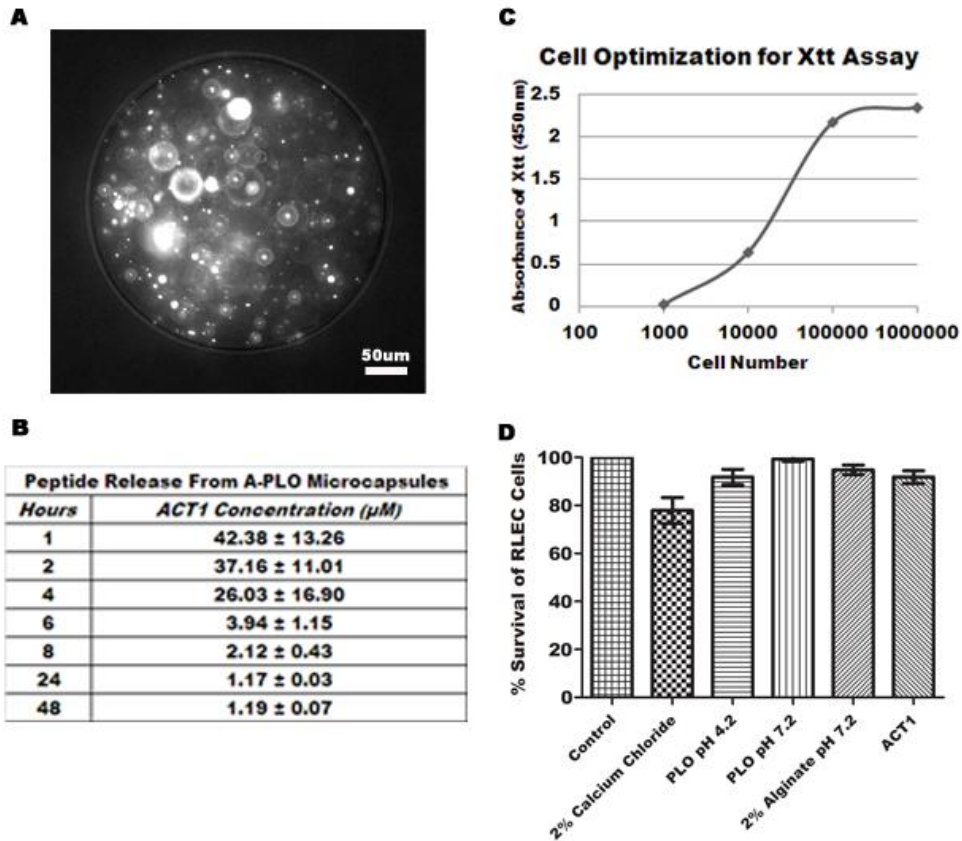 A
50um
B
Peptide Release From A-PLO Microcapsules
Hours ACT1 Concentration (µM)
1 42.38 ± 13.26
2 37.16 ± 11.01
4 26.03 ± 16.90
6 3.94 ± 1.15
8 2.12 ± 0.43
24 1.17 ± 0.03
48 1.19 ± 0.07
C
Cell Optimization for Xtt Assay
Absorbance of Xtt (450nm)
2.5
2
1.5
1
0.5
0
100 1000 10000 100000 1000000
Cell Number
D
% Survival of RLEC Cells
100
80
60
40
20
0
Control
2% Calcium Chloride
PLO pH 4.2
PLO pH 7.2
2% Alginate pH 7.2
ACT1